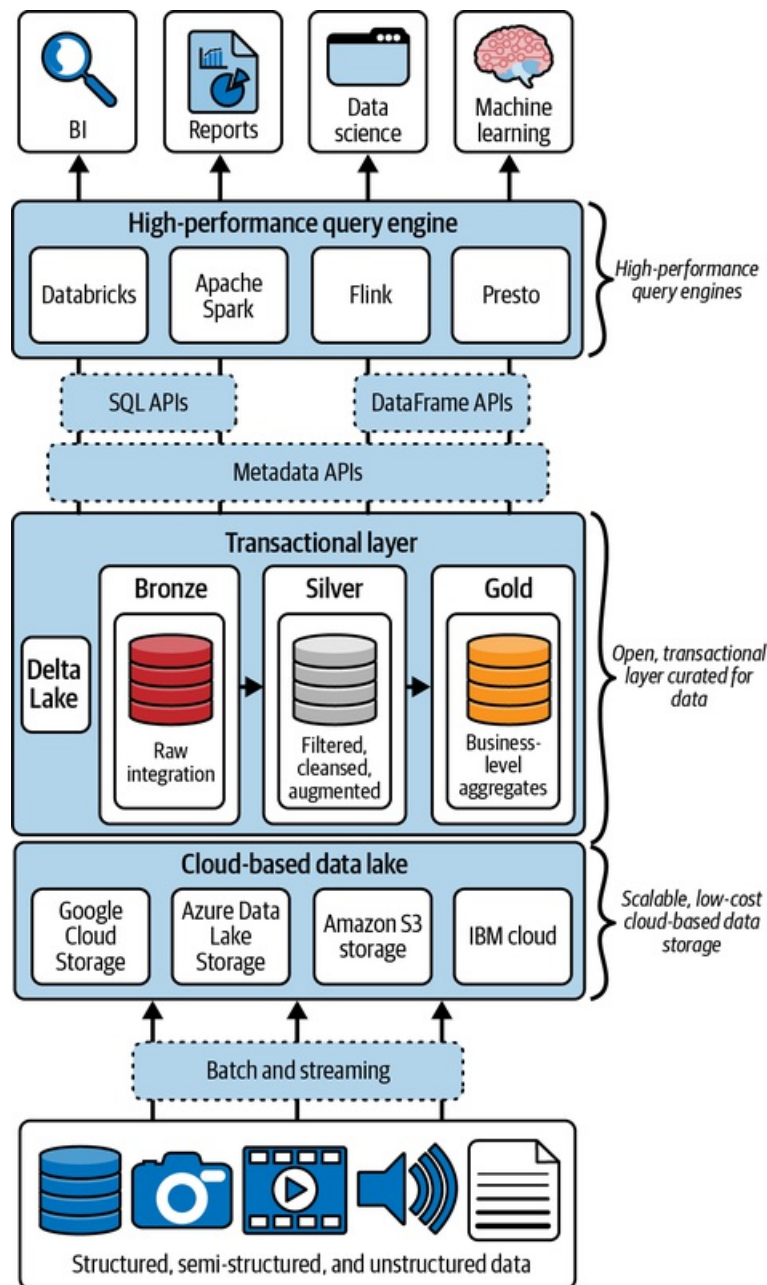 BI
Reports
Data
science
Machine
learning
High-performance query engine
Databricks
Apache
Spark
Flink
Presto
High-performance
query engines
SQL APIs
DataFrame APIs
Metadata APIs
Transactional layer
Delta
Lake
Bronze
Raw
integration
Silver
Filtered,
cleansed,
augmented
Gold
Business-
level
aggregates
Open, transactional
layer curated for
data
Cloud-based data lake
Google
Cloud
Storage
Azure Data
Lake
Storage
Amazon S3
storage
IBM cloud
Scalable, low-cost
cloud-based data
storage
Batch and streaming
Structured, semi-structured, and unstructured data